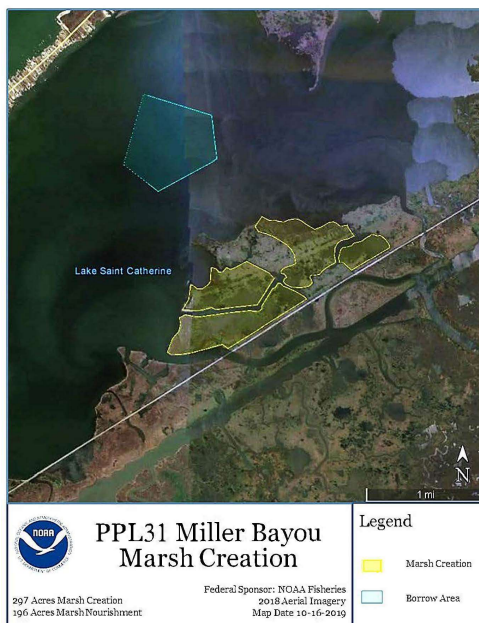 Lake Saint Catherine
N
1 mi
NOAA
PPL31 Miller Bayou
Marsh Creation
297 Acres Marsh Creation
196 Acres Marsh Nourishment
Federal Sponsor: NOAA Fisheries
2018 Aerial Imagery
Map Date 10-16-2019
Legend
Marsh Creation
Borrow Area